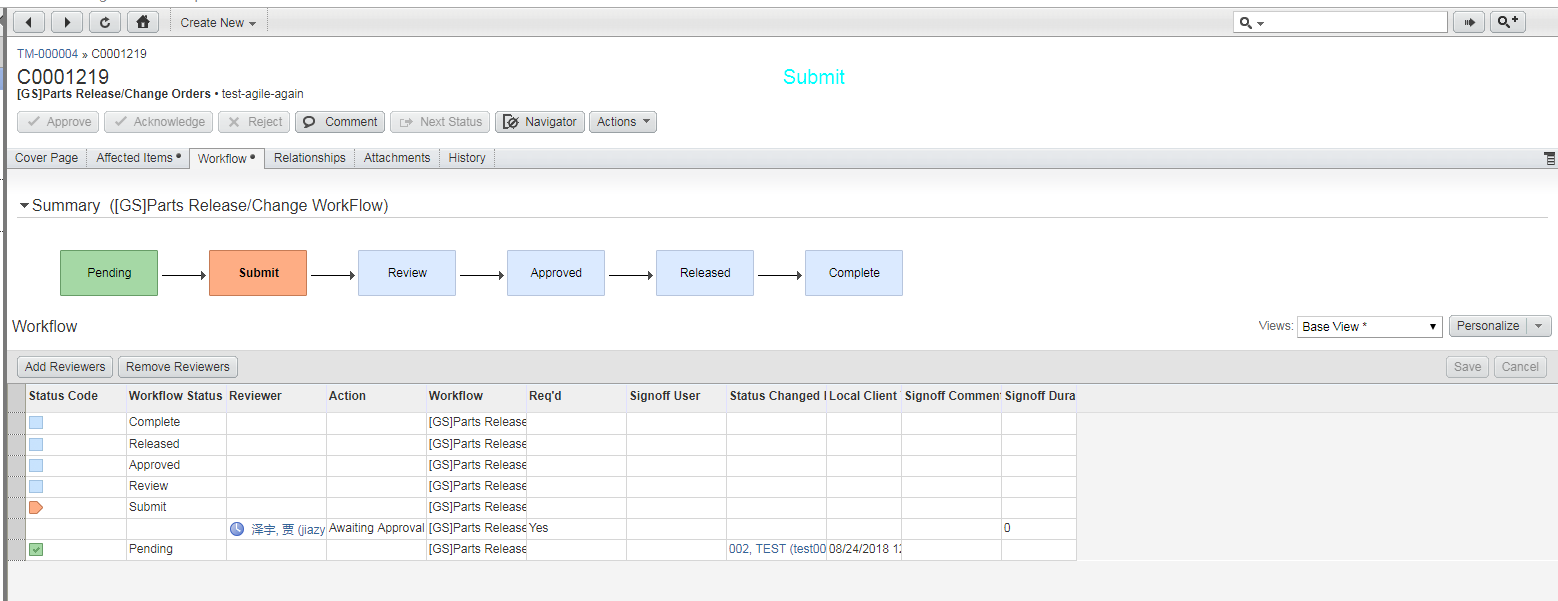 Create New
TM-000004 » C0001219
C0001219
Submit
[GS]Parts Release/Change Orders • test-agile-again
Approve Acknowledge Reject Comment Next Status Navigator Actions
Cover Page Affected Items • Workflow • Relationships Attachments History
Summary ([GS]Parts Release/Change WorkFlow)
Pending Submit Review Approved Released Complete
Workflow Views: Base View * Personalize
Add Reviewers Remove Reviewers Save Cancel
Status Code Workflow Status Reviewer Action Workflow Req'd Signoff User Status Changed Local Client Signoff Commen Signoff Dura
Complete [GS]Parts Release
Released [GS]Parts Release
Approved [GS]Parts Release
Review [GS]Parts Release
Submit [GS]Parts Release
泽宇, 贾 (jiazy Awaiting Approval [GS]Parts Release Yes 0
Pending [GS]Parts Release 002, TEST (test00 08/24/2018 12